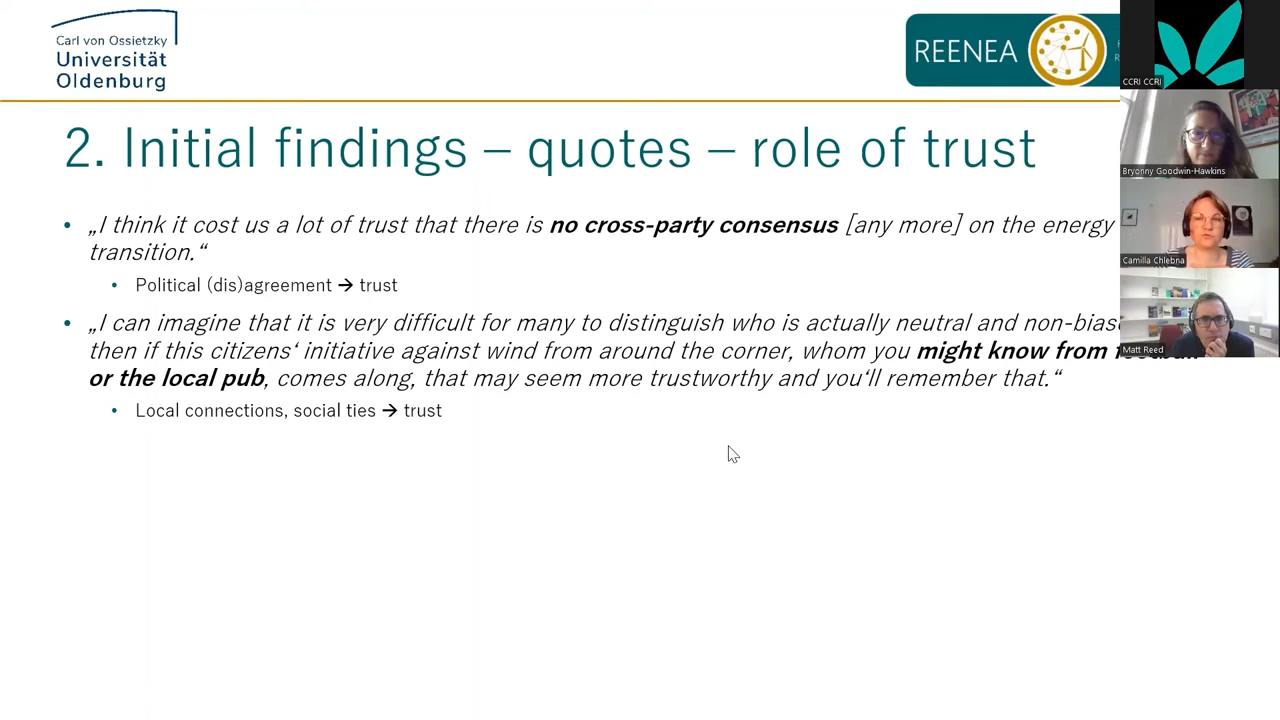 Carl von Ossietzky
Universität
Oldenburg
REENEA
CCRI CCRI
Bryonny Goodwin-Hawkins
Camilla Chlebna
Matt Reed
2. Initial findings – quotes – role of trust
• „I think it cost us a lot of trust that there is no cross-party consensus [any more] on the energy
transition.“
• Political (dis)agreement → trust
• „I can imagine that it is very difficult for many to distinguish who is actually neutral and
then if this citizens‘ initiative against wind from around the corner, whom you might know from
or the local pub, comes along, that may seem more trustworthy and you‘ll remember that.“
• Local connections, social ties → trust